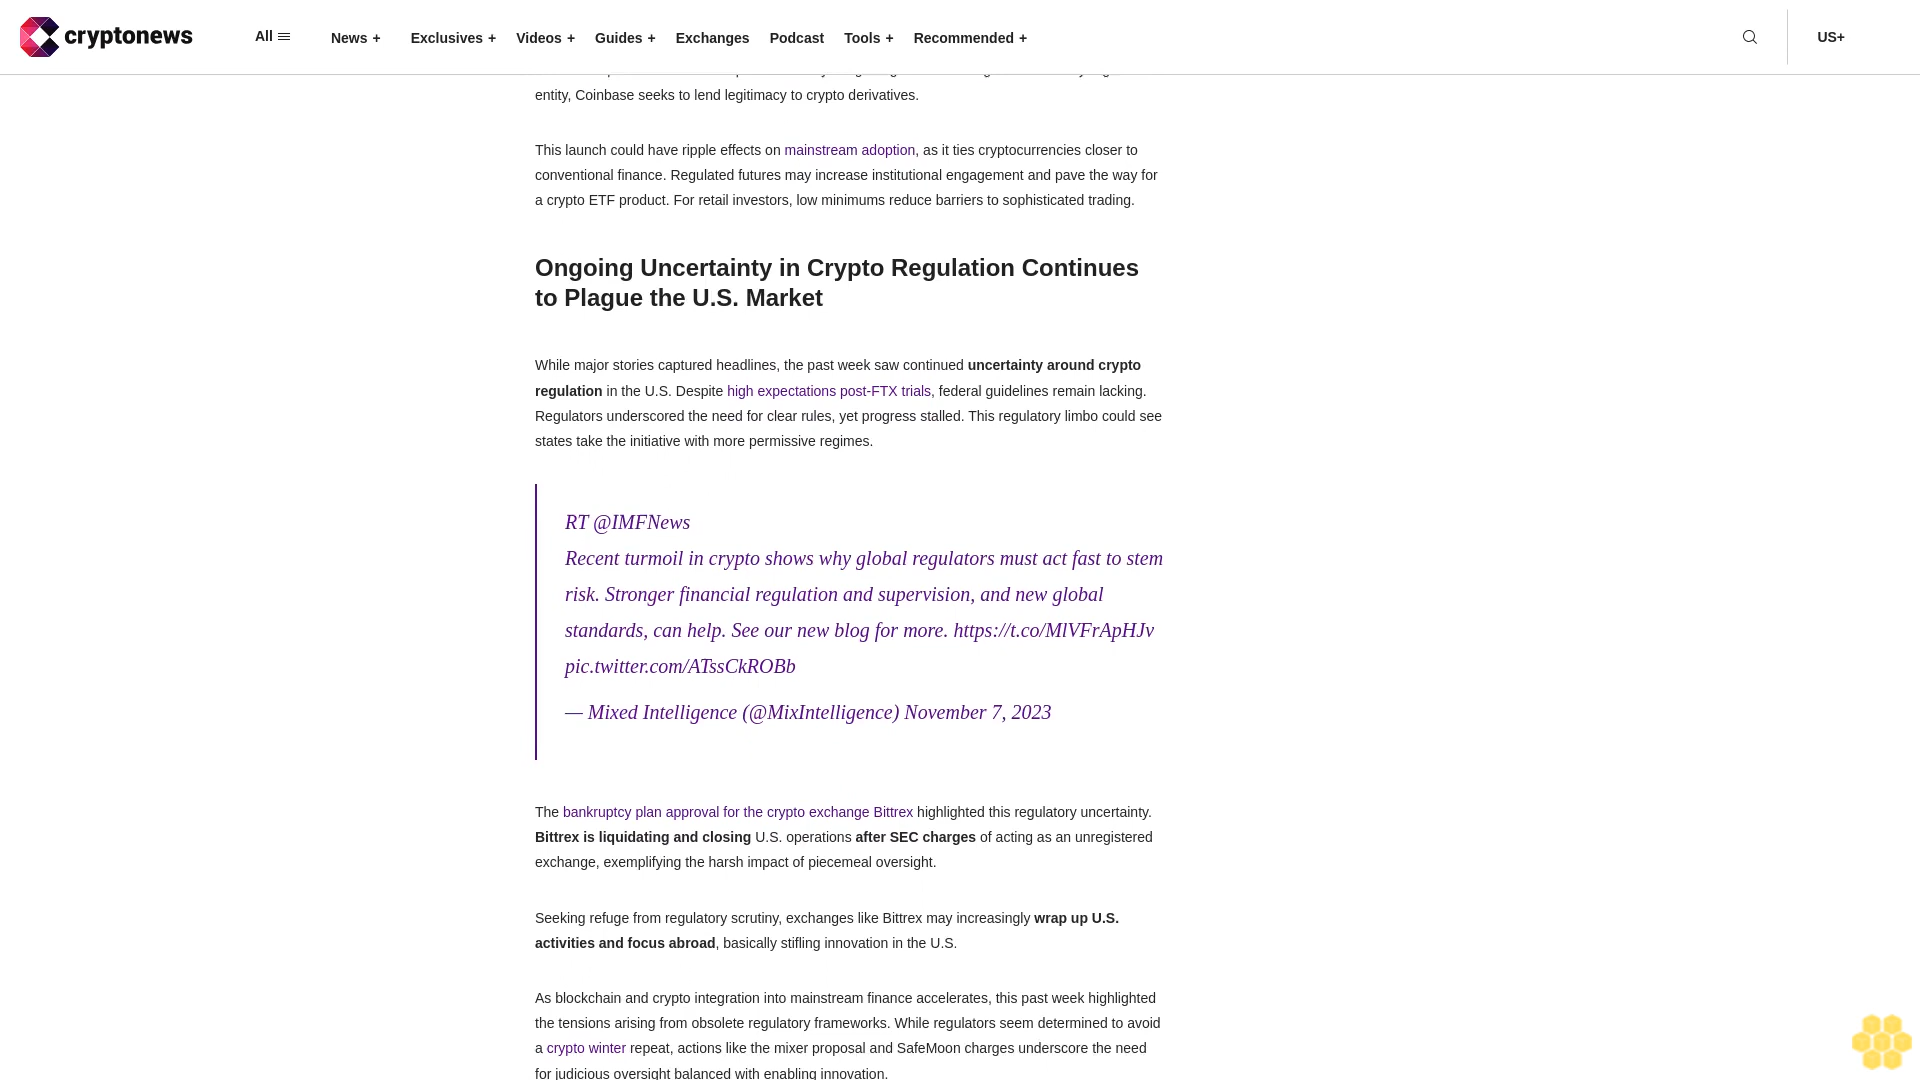 cryptonews
All
News +
Exclusives +
Videos +
Guides +
Exchanges
Podcast
Tools +
Recommended +
US+
entity, Coinbase seeks to lend legitimacy to crypto derivatives.
This launch could have ripple effects on mainstream adoption, as it ties cryptocurrencies closer to
conventional finance. Regulated futures may increase institutional engagement and pave the way for
a crypto ETF product. For retail investors, low minimums reduce barriers to sophisticated trading.
Ongoing Uncertainty in Crypto Regulation Continues
to Plague the U.S. Market
While major stories captured headlines, the past week saw continued uncertainty around crypto
regulation in the U.S. Despite high expectations post-FTX trials, federal guidelines remain lacking.
Regulators underscored the need for clear rules, yet progress stalled. This regulatory limbo could see
states take the initiative with more permissive regimes.
RT @IMFNews
Recent turmoil in crypto shows why global regulators must act fast to stem
risk. Stronger financial regulation and supervision, and new global
standards, can help. See our new blog for more. https://t.co/MlVFrApHJv
pic.twitter.com/ATssCkROBb
— Mixed Intelligence (@MixIntelligence) November 7, 2023
The bankruptcy plan approval for the crypto exchange Bittrex highlighted this regulatory uncertainty.
Bittrex is liquidating and closing U.S. operations after SEC charges of acting as an unregistered
exchange, exemplifying the harsh impact of piecemeal oversight.
Seeking refuge from regulatory scrutiny, exchanges like Bittrex may increasingly wrap up U.S.
activities and focus abroad, basically stifling innovation in the U.S.
As blockchain and crypto integration into mainstream finance accelerates, this past week highlighted
the tensions arising from obsolete regulatory frameworks. While regulators seem determined to avoid
a crypto winter repeat, actions like the mixer proposal and SafeMoon charges underscore the need
for judicious oversight balanced with enabling innovation.